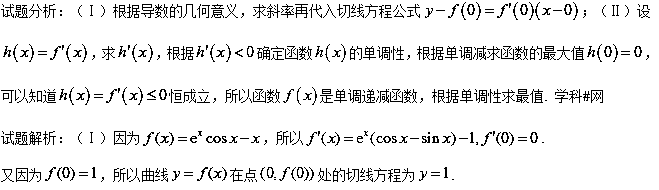 试题分析：（Ⅰ）根据导数的几何意义，求斜率再代入切线方程公式 y−f(0)=f′(0)(x−0)；（Ⅱ）设
h(x)=f′(x)，求 h′(x)，根据 h′(x)<0 确定函数 h(x) 的单调性，根据单调减求函数的最大值 h(0)=0，
可以知道 h(x)=f′(x)≤0 恒成立，所以函数 f(x) 是单调递减函数，根据单调性求最值. 学科#网
试题解析：（Ⅰ）因为 f(x)=eˣcos x−x，所以 f′(x)=eˣ(cos x−sin x)−1, f′(0)=0．
又因为 f(0)=1，所以曲线 y=f(x) 在点 (0, f(0)) 处的切线方程为 y=1．